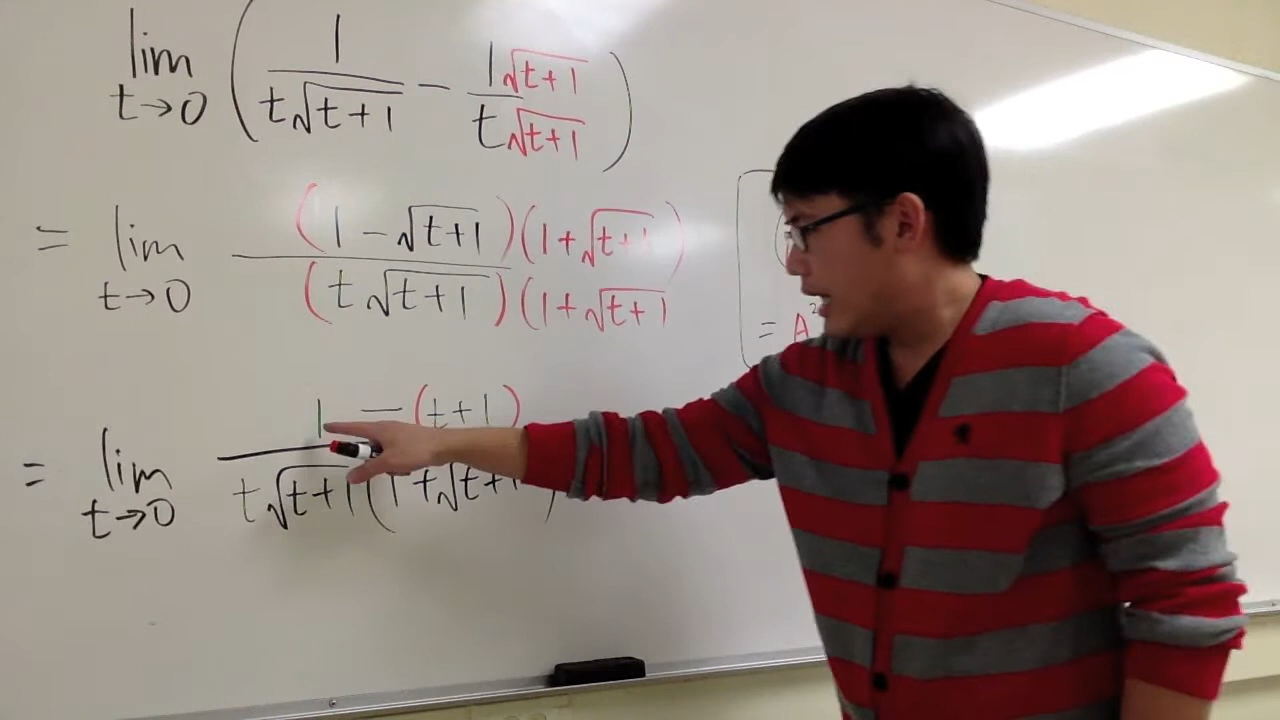 lim t→0 ( 1 / t√(t+1) − 1√(t+1) / t√(t+1) )
= lim t→0 (1 − √(t+1))(1 + √(t+1)) / (t√(t+1))(1 + √(t+1)
= A²
= lim t→0 1 − (t+1) / t√(t+1) (1 + √(t+1))